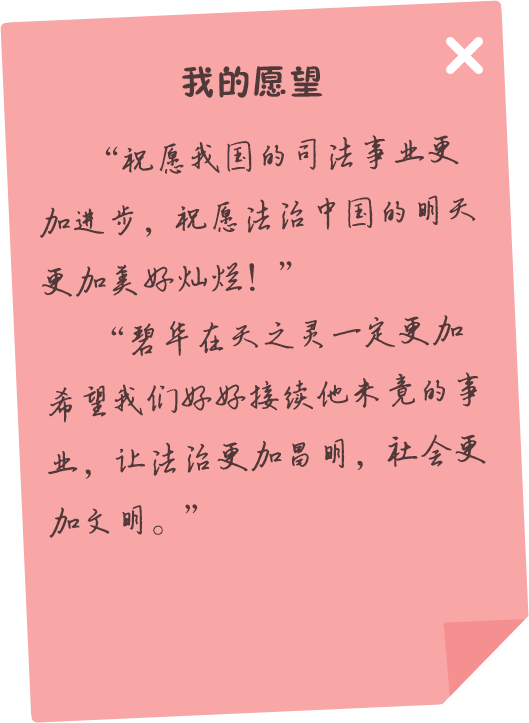 我的愿望
“祝愿我国的司法事业更
加进步，祝愿法治中国的明天
更加美好灿烂！”
“碧华在天之灵一定更加
希望我们好好接续他未竟的事
业，让法治更加昌明，社会更
加文明。”